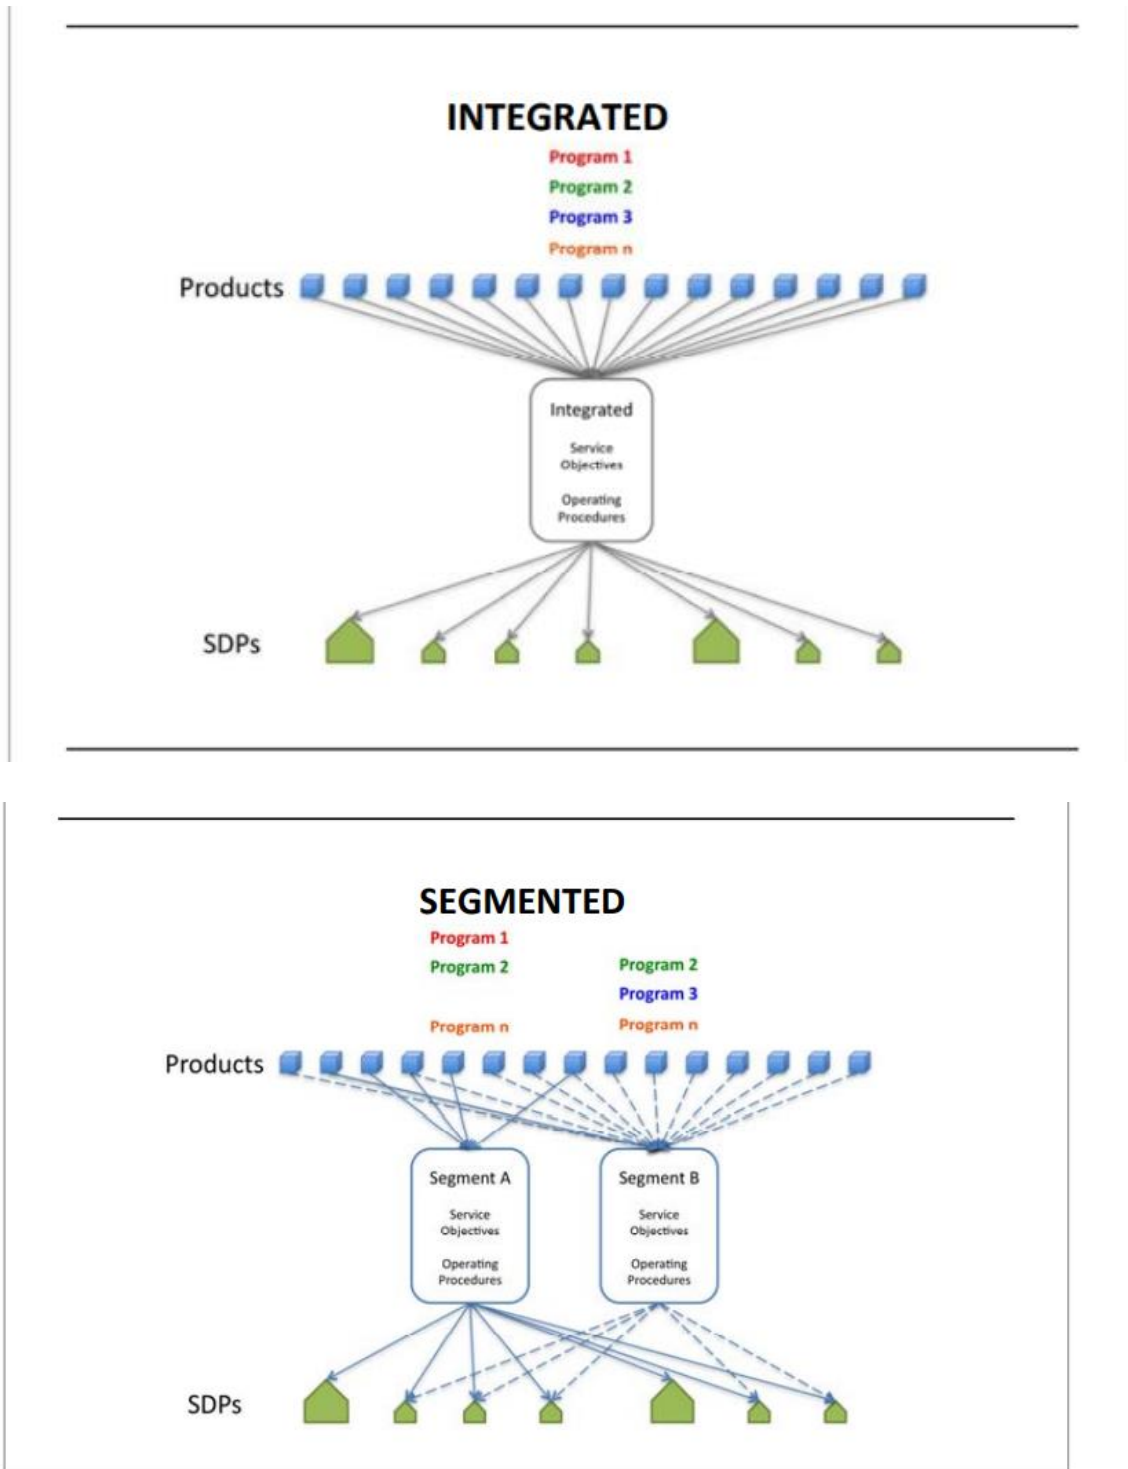 INTEGRATED
Program 1
Program 2
Program 3
Program n
Products
Integrated
Service
Objectives
Operating
Procedures
SDPs
SEGMENTED
Program 1
Program 2
Program n
Program 2
Program 3
Program n
Products
Segment A
Service
Objectives
Operating
Procedures
Segment B
Service
Objectives
Operating
Procedures
SDPs